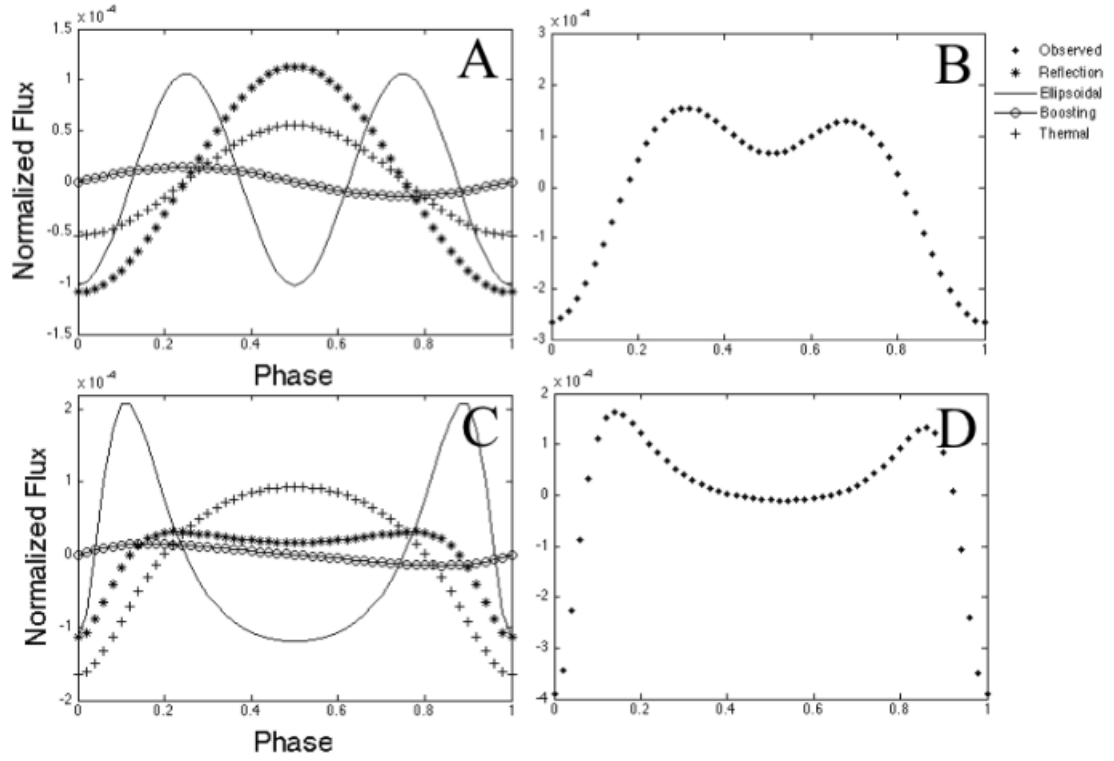 × 10⁻⁴
1.5
1
0.5
0
-0.5
-1
-1.5
0 0.2 0.4 0.6 0.8 1
Normalized Flux
Phase
A
× 10⁻⁴
3
2
1
0
-1
-2
-3
0 0.2 0.4 0.6 0.8 1
B
Observed
Reflection
Ellipsoidal
Boosting
Thermal
× 10⁻⁴
2
1
0
-1
-2
0 0.2 0.4 0.6 0.8 1
Normalized Flux
Phase
C
× 10⁻⁴
2
1
0
-1
-2
-3
-4
0 0.2 0.4 0.6 0.8 1
D